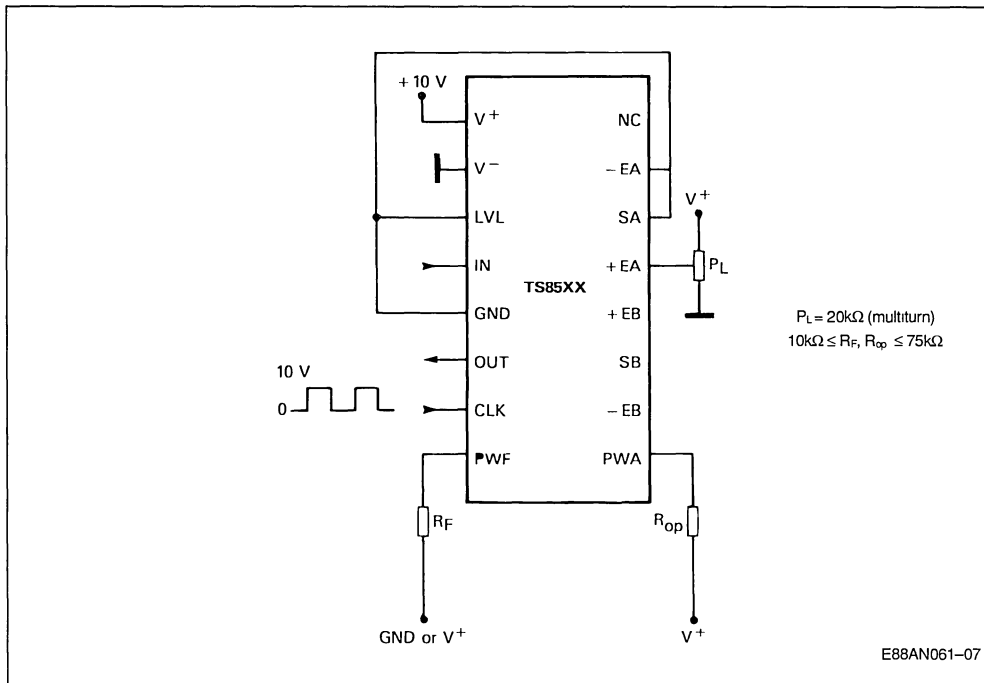 + 10 V
V+
V−
LVL
IN
GND
OUT
CLK
PWF
TS85XX
NC
− EA
SA
+ EA
+ EB
SB
− EB
PWA
V+
PL
PL = 20kΩ (multiturn)
10kΩ ≤ RF, Rop ≤ 75kΩ
10 V
0
RF
Rop
GND or V+
V+
E88AN061–07